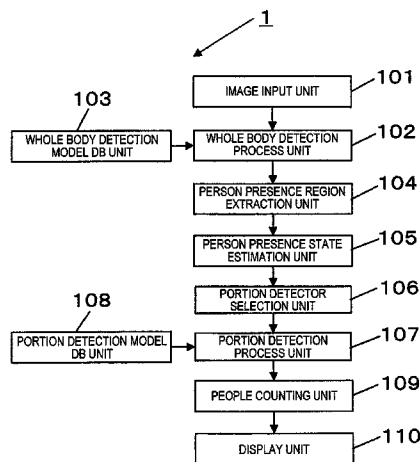 1
101
IMAGE INPUT UNIT
103
102
WHOLE BODY DETECTION
MODEL DB UNIT
WHOLE BODY DETECTION
PROCESS UNIT
104
PERSON PRESENCE REGION
EXTRACTION UNIT
105
PERSON PRESENCE STATE
ESTIMATION UNIT
106
PORTION DETECTOR
SELECTION UNIT
108
107
PORTION DETECTION MODEL
DB UNIT
PORTION DETECTION
PROCESS UNIT
109
PEOPLE COUNTING UNIT
110
DISPLAY UNIT